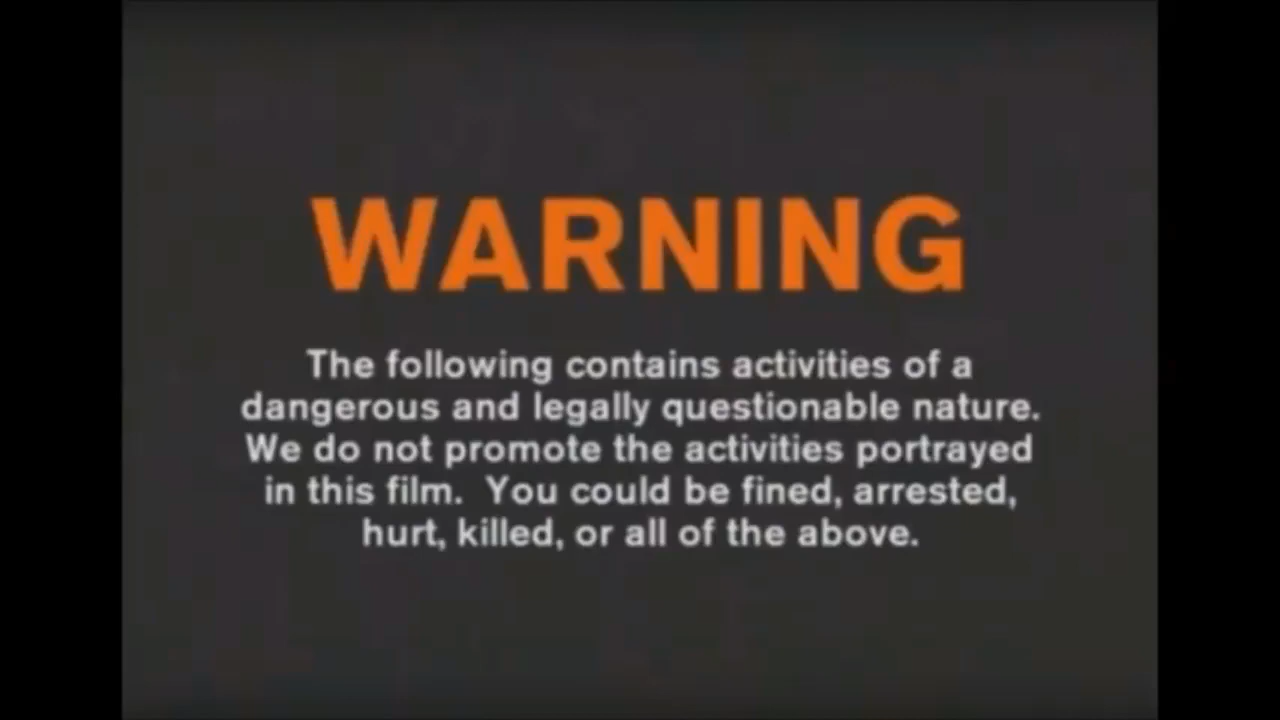 WARNING
The following contains activities of a
dangerous and legally questionable nature.
We do not promote the activities portrayed
in this film.  You could be fined, arrested,
hurt, killed, or all of the above.